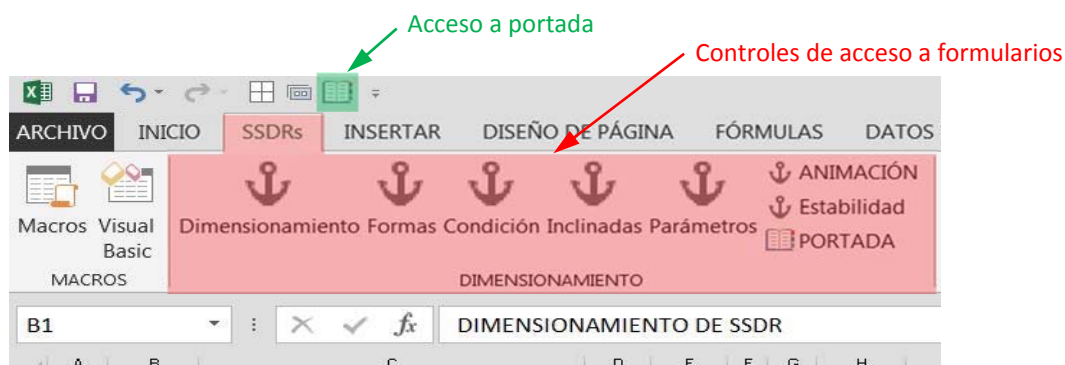 Acceso a portada
Controles de acceso a formularios
ARCHIVO INICIO SSDRs INSERTAR DISEÑO DE PÁGINA FÓRMULAS DATOS
Macros Visual Basic Dimensionamiento Formas Condición Inclinadas Parámetros
ANIMACIÓN
Estabilidad
PORTADA
MACROS DIMENSIONAMIENTO
B1 fx DIMENSIONAMIENTO DE SSDR
A B C D E F G H